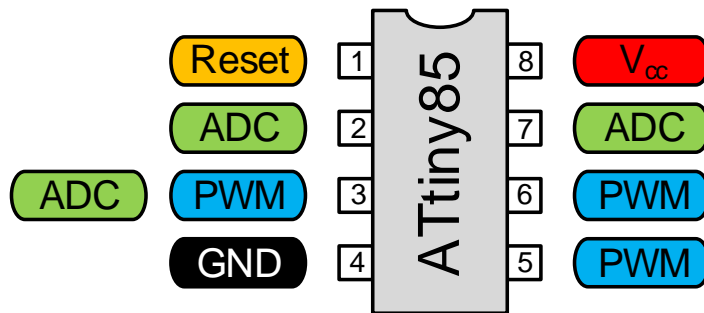 Reset 1 8 Vcc
ADC 2 7 ADC
ADC PWM 3 6 PWM
GND 4 5 PWM
ATtiny85